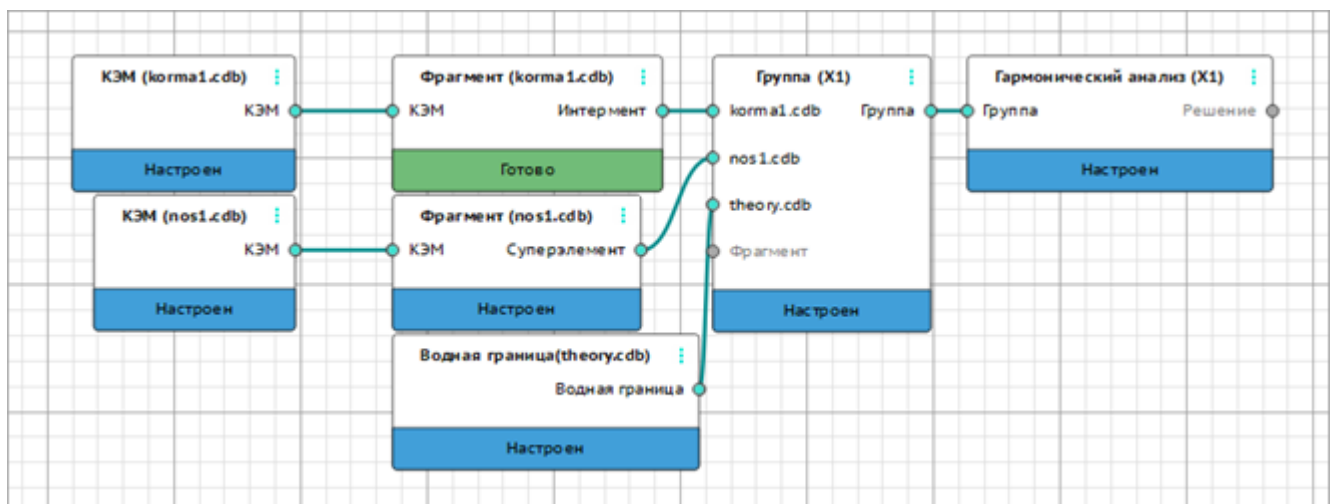 КЭМ (korma1.cdb)
КЭМ
Настроен
Фрагмент (korma1.cdb)
КЭМ Интермент
Готово
КЭМ (nos1.cdb)
КЭМ
Настроен
Фрагмент (nos1.cdb)
КЭМ Суперэлемент
Настроен
Водная граница(theory.cdb)
Водная граница
Настроен
Группа (X1)
korma1.cdb Группа
nos1.cdb
theory.cdb
Фрагмент
Настроен
Гармонический анализ (X1)
Группа Решение
Настроен